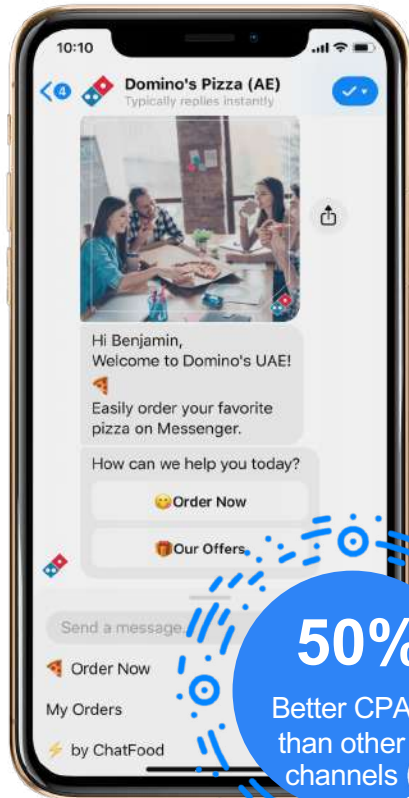 10:10
4
Domino's Pizza (AE)
Typically replies instantly
Hi Benjamin,
Welcome to Domino's UAE!
🍕
Easily order your favorite
pizza on Messenger.
How can we help you today?
😋Order Now
🎁Our Offers
Send a message.
🍕 Order Now
My Orders
⚡ by ChatFood
50%
Better CPA
than other
channels (